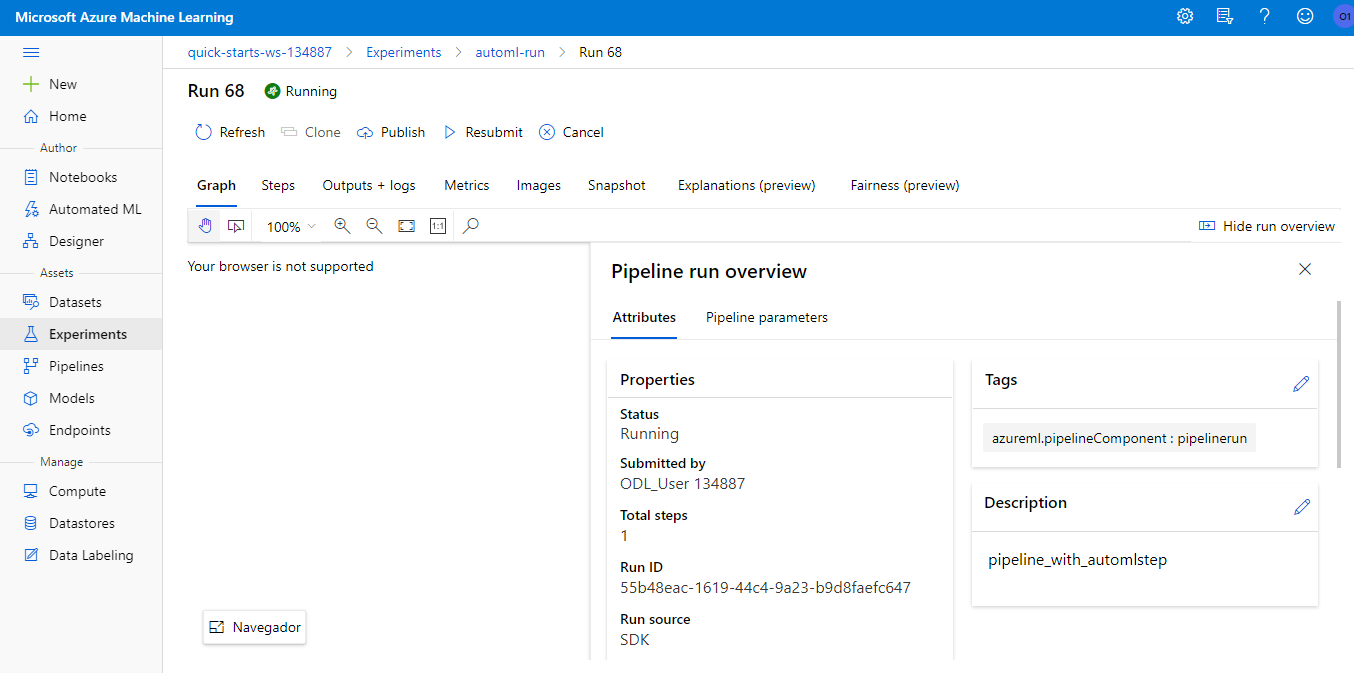 Microsoft Azure Machine Learning
O1
quick-starts-ws-134887 > Experiments > automl-run > Run 68
New
Home
Author
Notebooks
Automated ML
Designer
Assets
Datasets
Experiments
Pipelines
Models
Endpoints
Manage
Compute
Datastores
Data Labeling
Run 68 Running
Refresh Clone Publish Resubmit Cancel
Graph Steps Outputs + logs Metrics Images Snapshot Explanations (preview) Fairness (preview)
100% 1:1 Hide run overview
Your browser is not supported
Navegador
Pipeline run overview
Attributes Pipeline parameters
Properties
Status
Running
Submitted by
ODL_User 134887
Total steps
1
Run ID
55b48eac-1619-44c4-9a23-b9d8faefc647
Run source
SDK
Tags
azureml.pipelineComponent : pipelinerun
Description
pipeline_with_automlstep